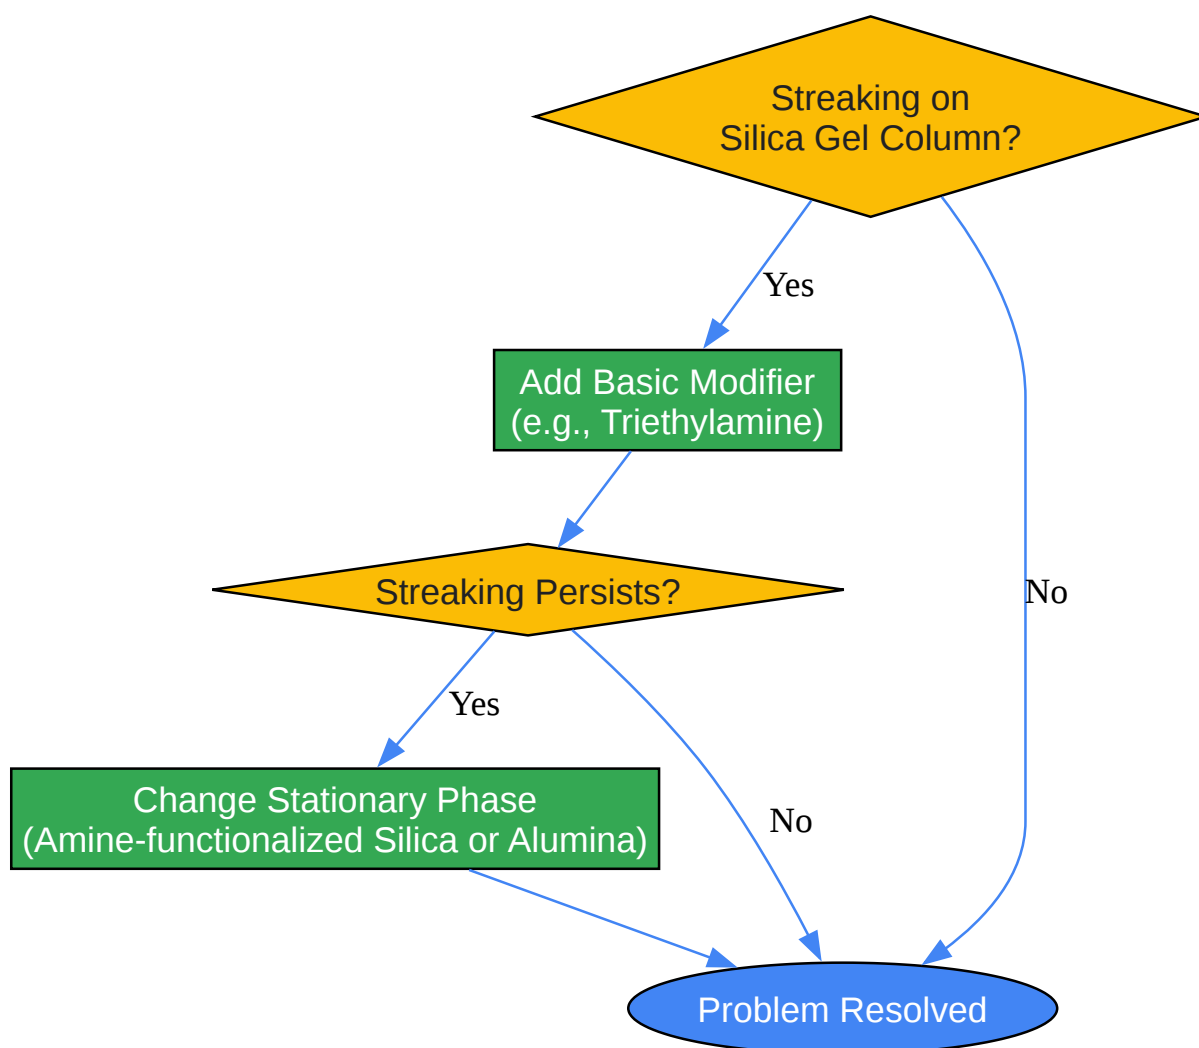 Streaking on
Silica Gel Column?
Yes
Add Basic Modifier
(e.g., Triethylamine)
Streaking Persists?
No
Yes
Change Stationary Phase
(Amine-functionalized Silica or Alumina)
No
Problem Resolved